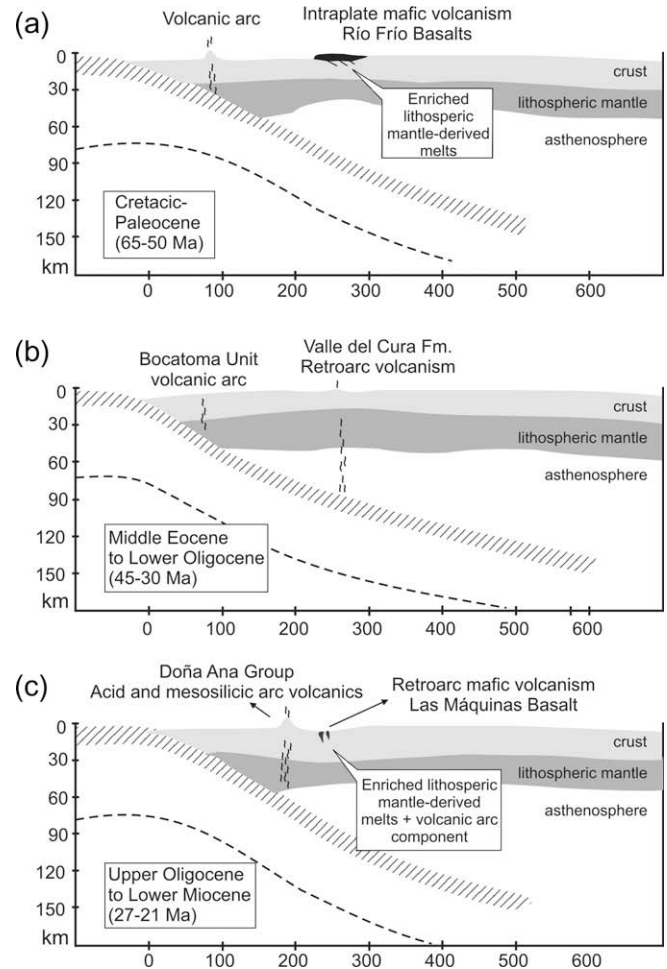 (a)
Volcanic arc
Intraplate mafic volcanism
Río Frío Basalts
0
30
60
90
120
150
km
crust
lithospheric mantle
asthenosphere
Enriched
lithosperic
mantle-derived
melts
Cretacic-
Paleocene
(65-50 Ma)
0 100 200 300 400 500 600
(b)
Bocatoma Unit
volcanic arc
Valle del Cura Fm.
Retroarc volcanism
0
30
60
90
120
150
km
crust
lithospheric mantle
asthenosphere
Middle Eocene
to Lower Oligocene
(45-30 Ma)
0 100 200 300 400 500 600
(c)
Doña Ana Group
Acid and mesosilicic arc volcanics
Retroarc mafic volcanism
Las Máquinas Basalt
0
30
60
90
120
150
km
crust
lithospheric mantle
asthenosphere
Enriched lithosperic
mantle-derived
melts + volcanic arc
component
Upper Oligocene
to Lower Miocene
(27-21 Ma)
0 100 200 300 400 500 600